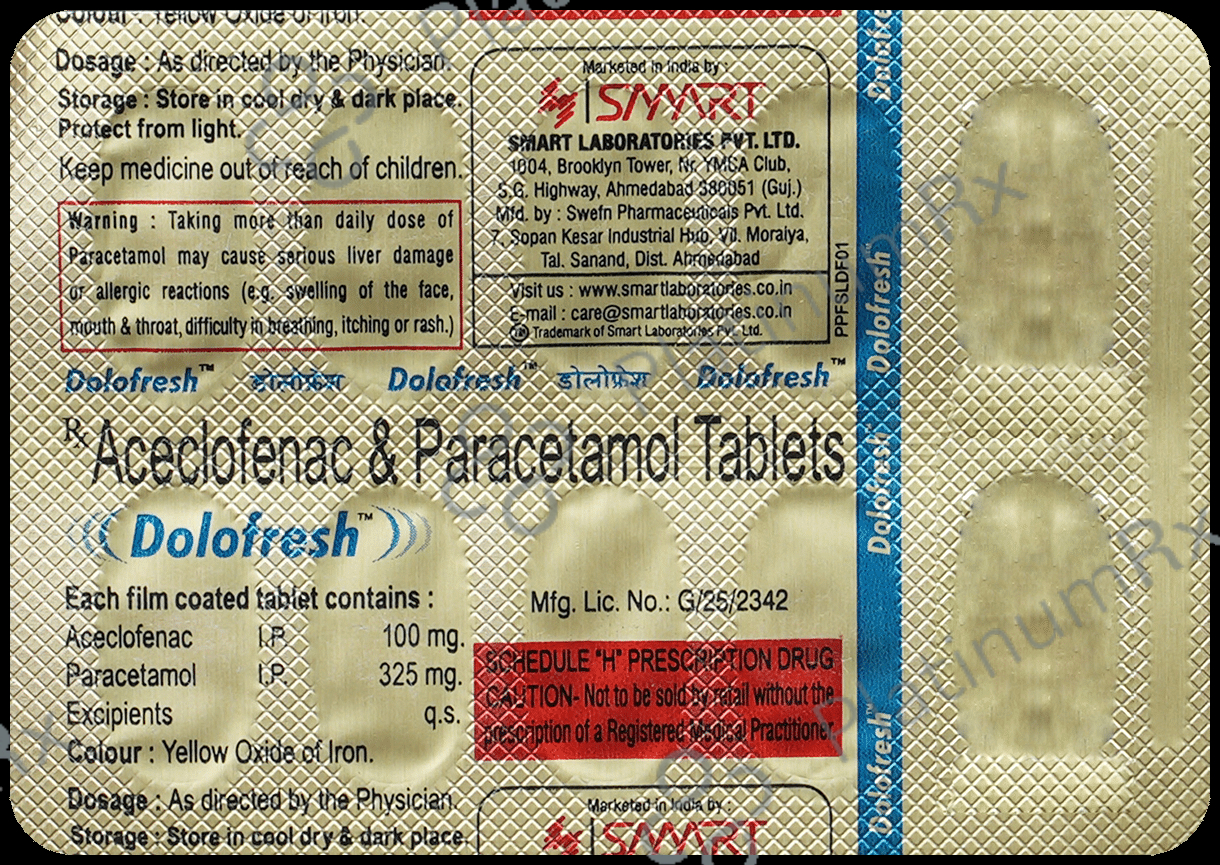 Colour : Yellow Oxide of Iron.
Dosage : As directed by the Physician.
Storage : Store in cool dry & dark place.
Protect from light.
Keep medicine out of reach of children.
Warning : Taking more than daily dose of
Paracetamol may cause serious liver damage
or allergic reactions (e.g. swelling of the face,
mouth & throat, difficulty in breathing, itching or rash.)
Marketed in India by :
SMART
SMART LABORATORIES PVT. LTD.
1004, Brooklyn Tower, Nr. YMCA Club,
S.G. Highway, Ahmedabad 380051 (Guj.)
Mfd. by : Swefn Pharmaceuticals Pvt. Ltd.
7, Sopan Kesar Industrial Hub, Vil. Moraiya,
Tal. Sanand, Dist. Ahmedabad
Visit us : www.smartlaboratories.co.in
E-mail : care@smartlaboratories.co.in
Trademark of Smart Laboratories Pvt. Ltd.
PPFSLDF01
Dolofresh™ डोलोफ्रेश Dolofresh™ डोलोफ्रेश Dolofresh™
Rx Aceclofenac & Paracetamol Tablets
Dolofresh™
Each film coated tablet contains :
Aceclofenac I.P. 100 mg.
Paracetamol I.P. 325 mg.
Excipients q.s.
Colour : Yellow Oxide of Iron.
Mfg. Lic. No.: G/25/2342
SCHEDULE "H" PRESCRIPTION DRUG
CAUTION- Not to be sold by retail without the
prescription of a Registered Medical Practitioner
Dosage : As directed by the Physician.
Storage : Store in cool dry & dark place.
Marketed in India by :
SMART
Dolofre
Dolofresh™
Dolofresh™
Dolofresh™
PlatinumRx
PlatinumRx
PlatinumRx